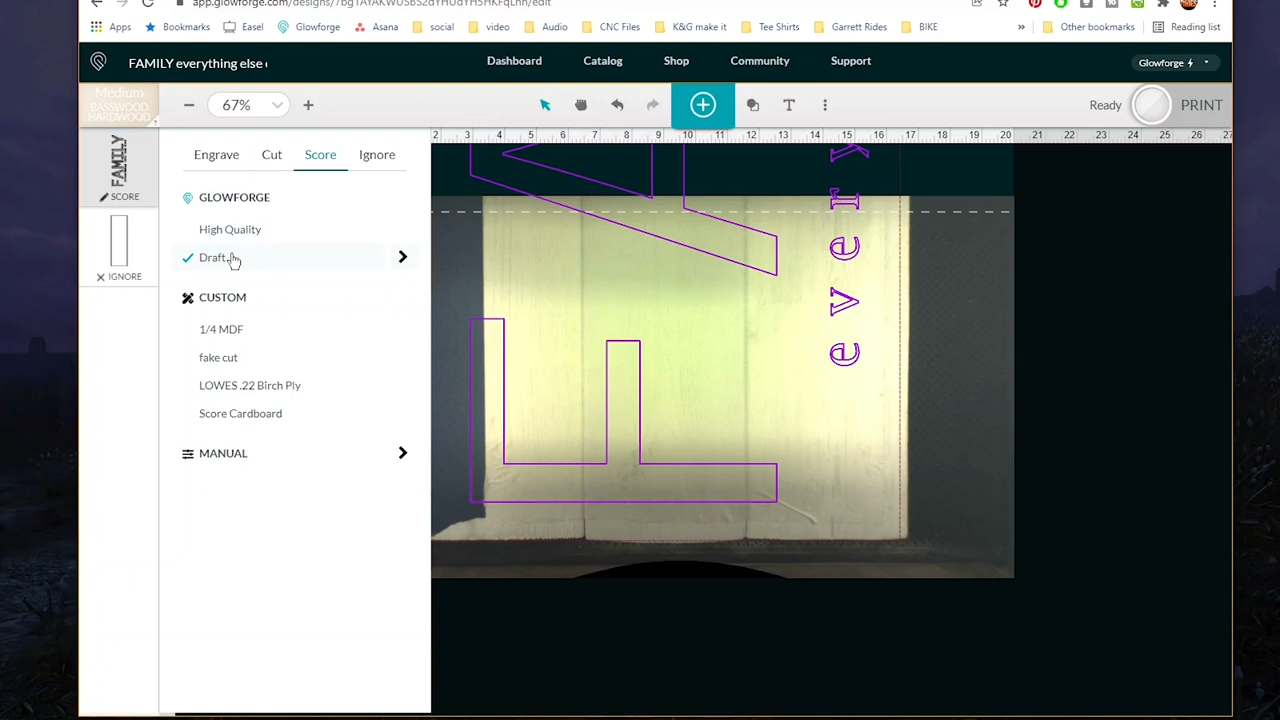 app.glowforge.com/designs/
Apps Bookmarks Easel Glowforge Asana social video Audio CNC Files K&G make it Tee Shirts Garrett Rides BIKE » Other bookmarks Reading list
FAMILY everything else
Dashboard Catalog Shop Community Support
Glowforge
Medium
BASSWOOD
HARDWOOD
67%
Ready PRINT
2 3 4 5 6 7 8 9 10 11 12 13 14 15 16 17 18 19 20 21 22 23 24 25 26 27
FAMILY
SCORE
IGNORE
Engrave Cut Score Ignore
GLOWFORGE
High Quality
Draft
CUSTOM
1/4 MDF
fake cut
LOWES .22 Birch Ply
Score Cardboard
MANUAL
F
every